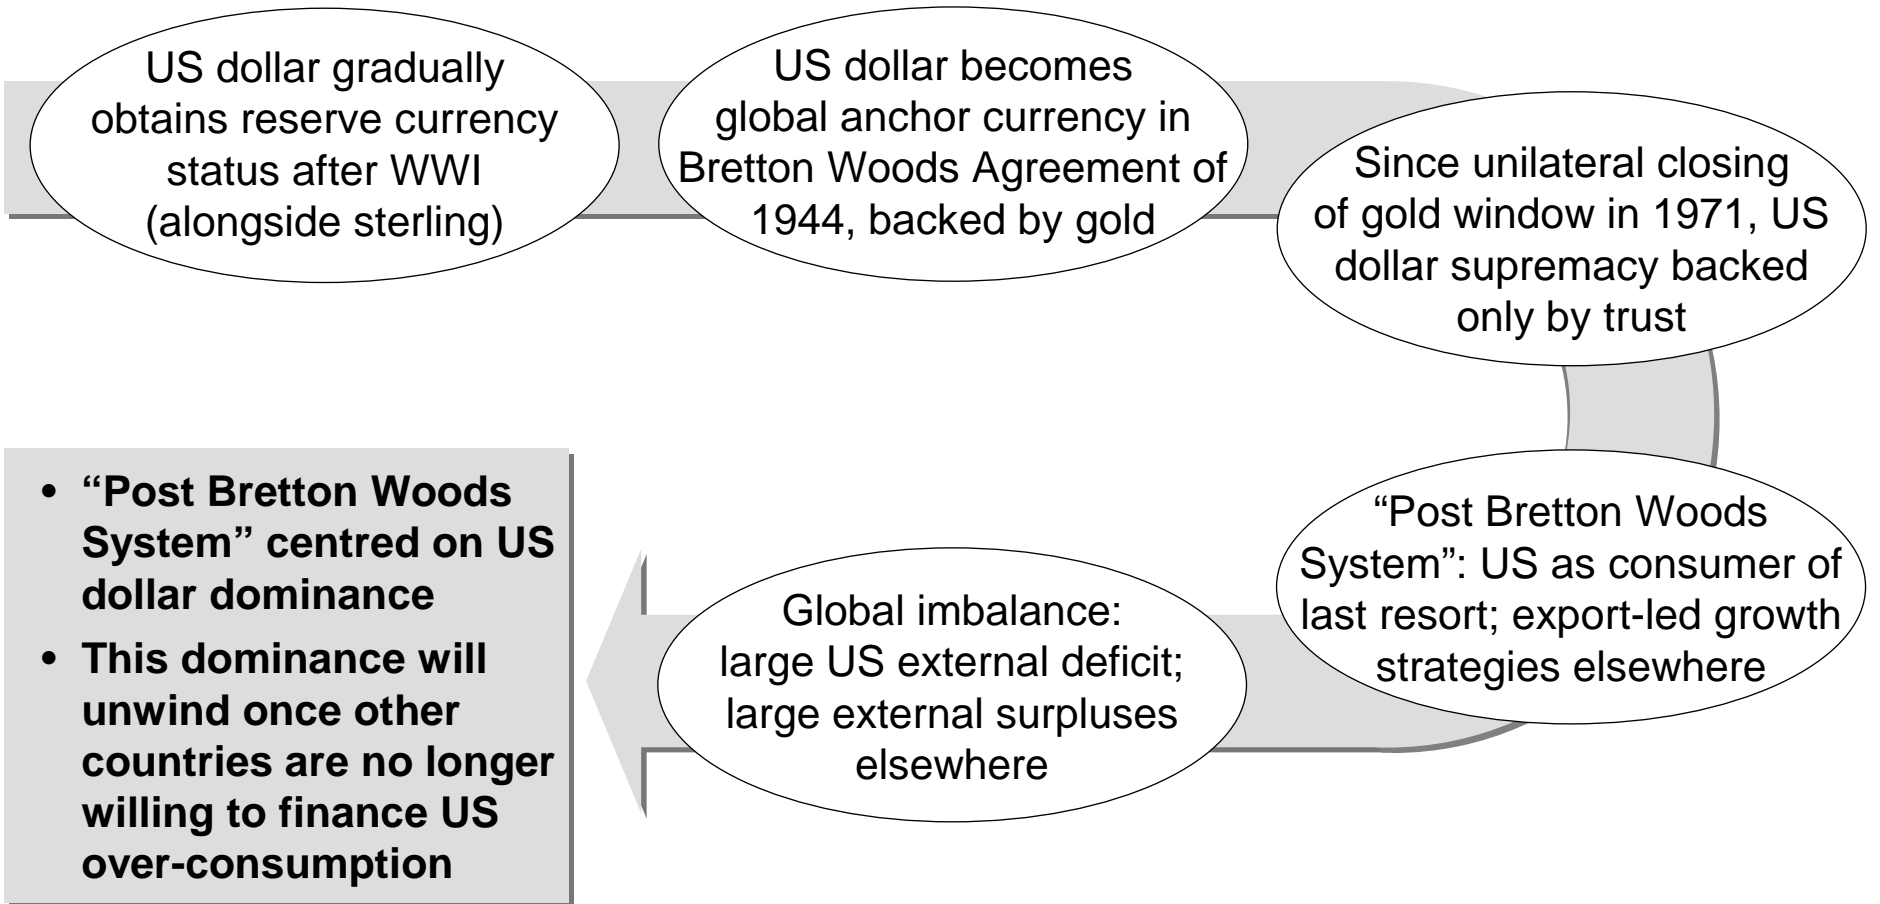 US dollar gradually
obtains reserve currency
status after WWI
(alongside sterling)
US dollar becomes
global anchor currency in
Bretton Woods Agreement of
1944, backed by gold
Since unilateral closing
of gold window in 1971, US
dollar supremacy backed
only by trust
“Post Bretton Woods
System”: US as consumer of
last resort; export-led growth
strategies elsewhere
Global imbalance:
large US external deficit;
large external surpluses
elsewhere
• “Post Bretton Woods
System” centred on US
dollar dominance
• This dominance will
unwind once other
countries are no longer
willing to finance US
over-consumption